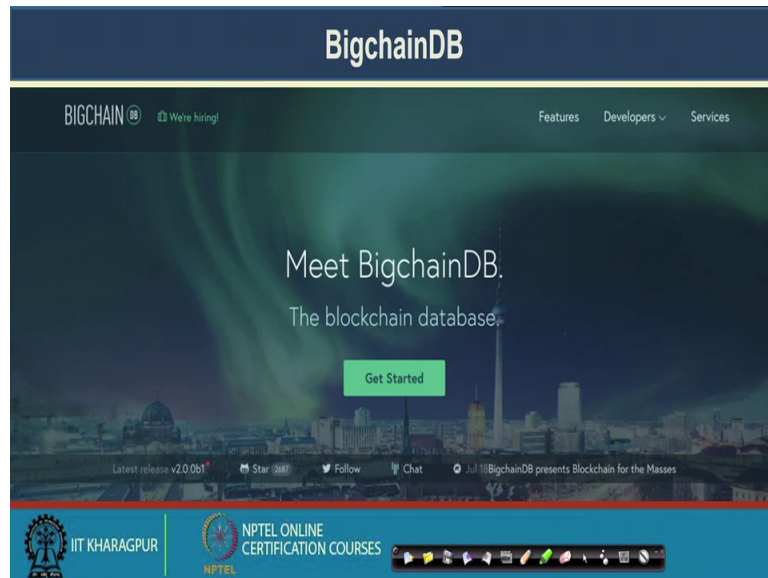 BigchainDB
BIGCHAIN DB We're hiring! Features Developers Services
Meet BigchainDB.
The blockchain database.
Get Started
Latest release v2.0.0b1 Star 2687 Follow Chat Jul 18BigchainDB presents Blockchain for the Masses
IIT KHARAGPUR
NPTEL
NPTEL ONLINE
CERTIFICATION COURSES